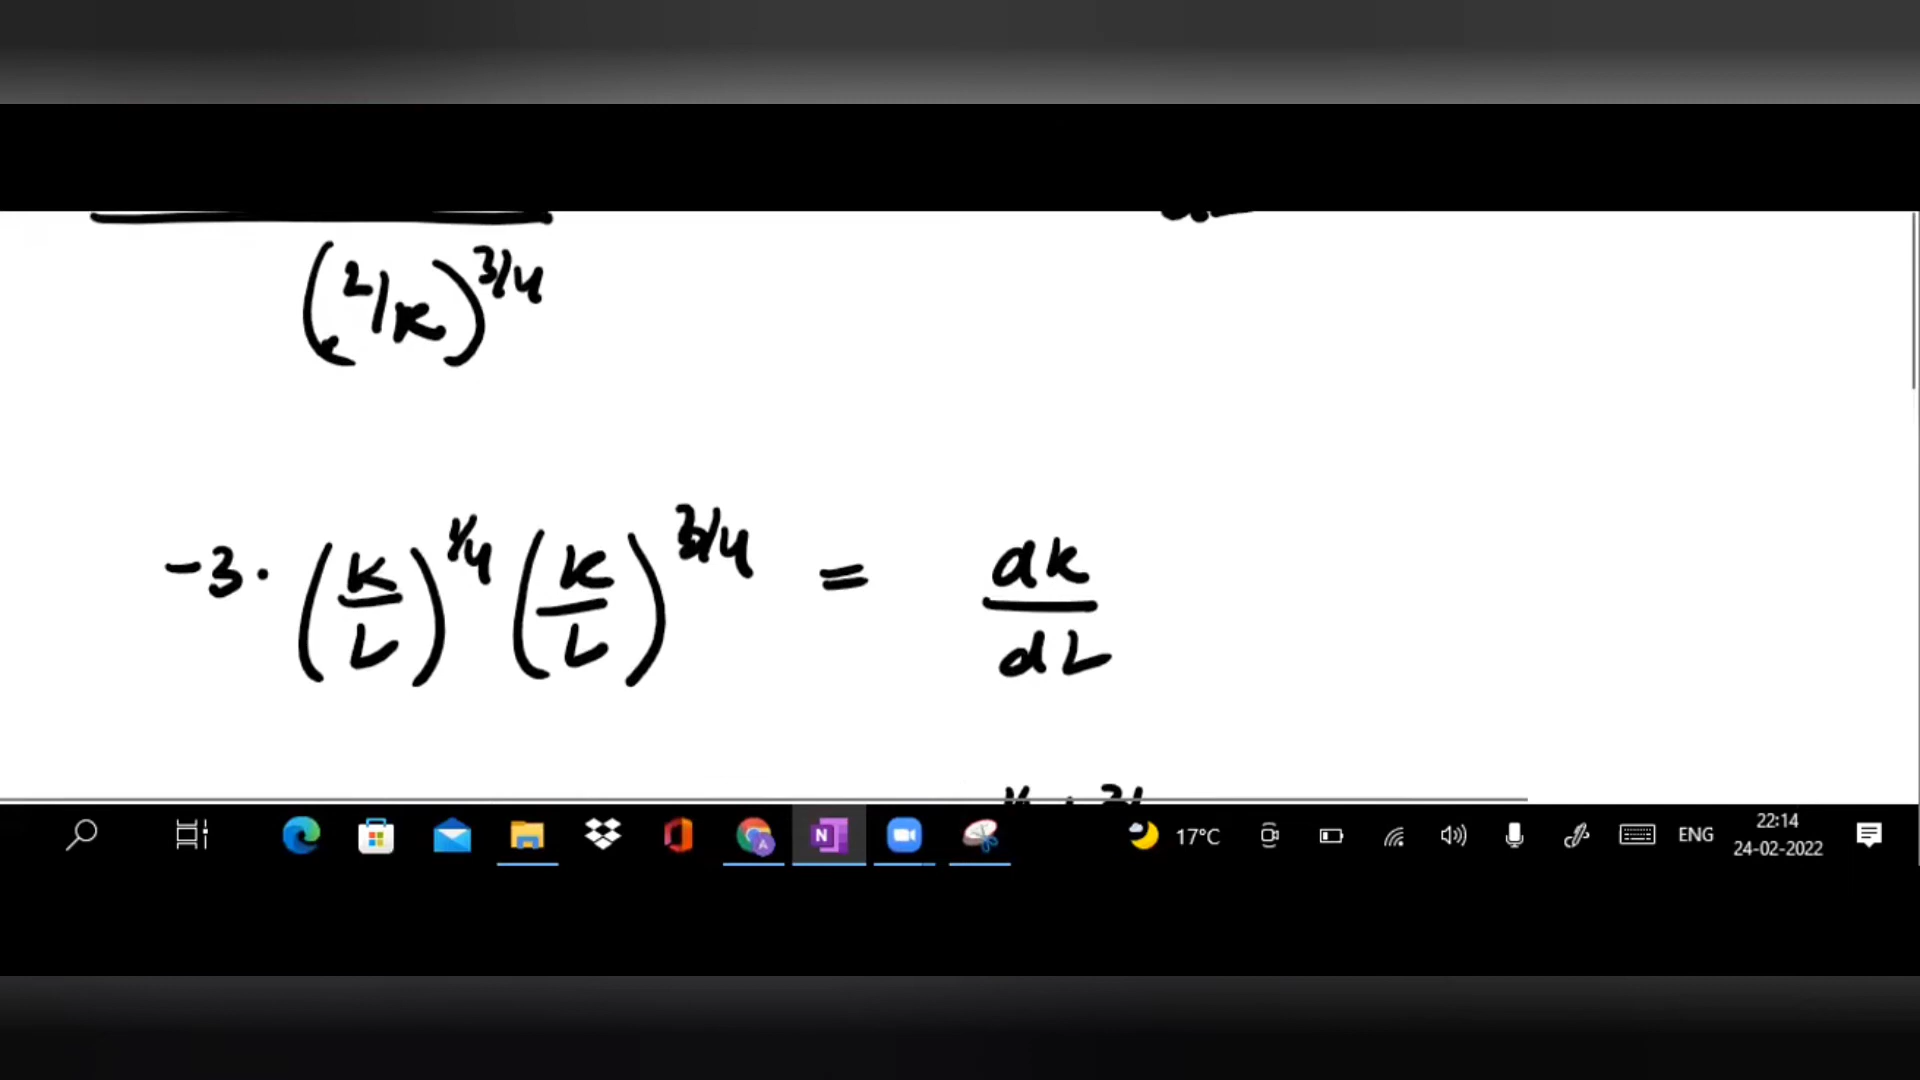 (L/K)^3/4
-3 · (K/L)^1/4 (K/L)^3/4 = dK/dL
17°C ENG 22:14
24-02-2022